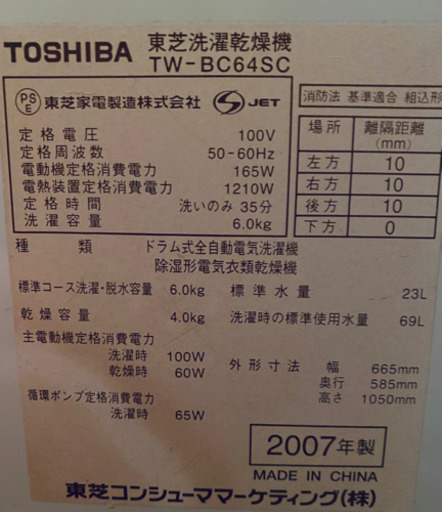 TOSHIBA 東芝洗濯乾燥機
TW-BC64SC
PSE 東芝家電製造株式会社 S JET
定格電圧 100V
定格周波数 50-60Hz
電動機定格消費電力 165W
電熱装置定格消費電力 1210W
定格時間 洗いのみ 35分
洗濯容量 6.0kg
消防法 基準適合 組込形
場所 離隔距離(mm)
左方 10
右方 10
後方 10
下方 0
種類 ドラム式全自動電気洗濯機
除湿形電気衣類乾燥機
標準コース洗濯・脱水容量 6.0kg
乾燥容量 4.0kg
主電動機定格消費電力
洗濯時 100W
乾燥時 60W
循環ポンプ定格消費電力
洗濯時 65W
標準水量 23L
洗濯時の標準使用水量 69L
外形寸法 幅 665mm
奥行 585mm
高さ 1050mm
2007年製
MADE IN CHINA
東芝コンシューママーケティング(株)